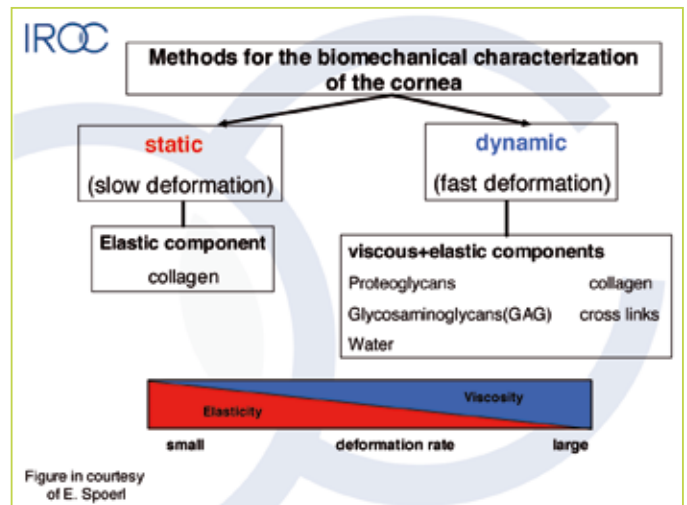 IROC
Methods for the biomechanical characterization
of the cornea
static
(slow deformation)
dynamic
(fast deformation)
Elastic component
collagen
viscous+elastic components
Proteoglycans collagen
Glycosaminoglycans(GAG) cross links
Water
Viscosity
Elasticity
small deformation rate large
Figure in courtesy
of E. Spoerl